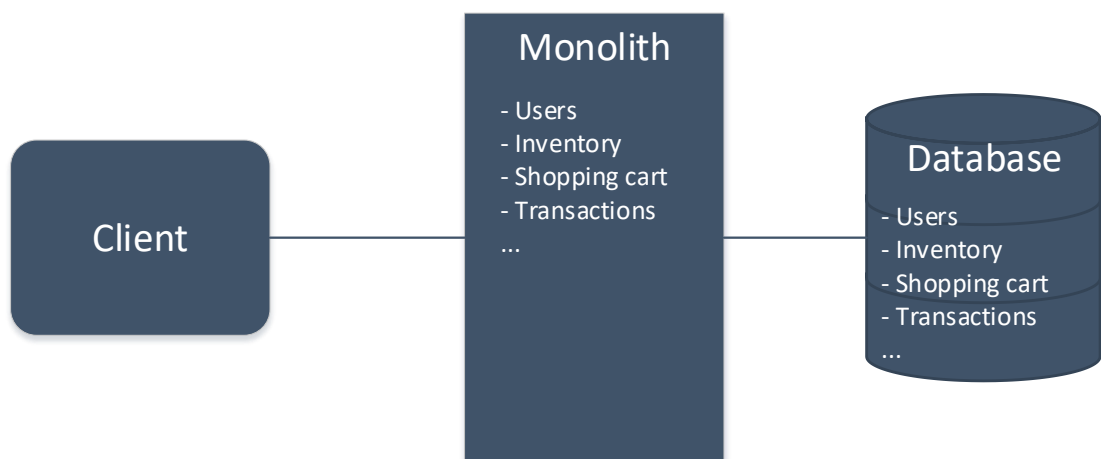 Client
Monolith
- Users
- Inventory
- Shopping cart
- Transactions
...
Database
- Users
- Inventory
- Shopping cart
- Transactions
...